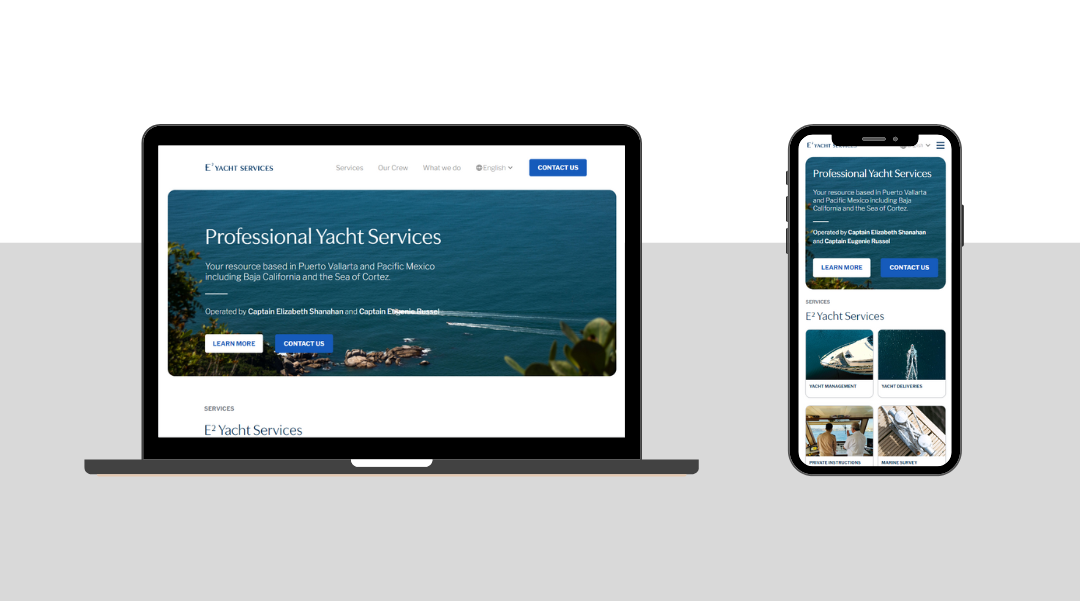 E² YACHT SERVICES
Services
Our Crew
What we do
English
CONTACT US
Professional Yacht Services
Your resource based in Puerto Vallarta and Pacific Mexico
including Baja California and the Sea of Cortez.
Operated by Captain Elizabeth Shanahan and Captain Eugenie Russel
LEARN MORE
CONTACT US
SERVICES
E² Yacht Services
E² YACHT SERVICES
Professional Yacht Services
Your resource based in Puerto Vallarta
and Pacific Mexico including Baja
California and the Sea of Cortez.
Operated by Captain Elizabeth Shanahan
and Captain Eugenie Russel
LEARN MORE
CONTACT US
SERVICES
E² Yacht Services
YACHT MANAGEMENT
YACHT DELIVERIES
PRIVATE INSTRUCTIONS
MARINE SURVEY